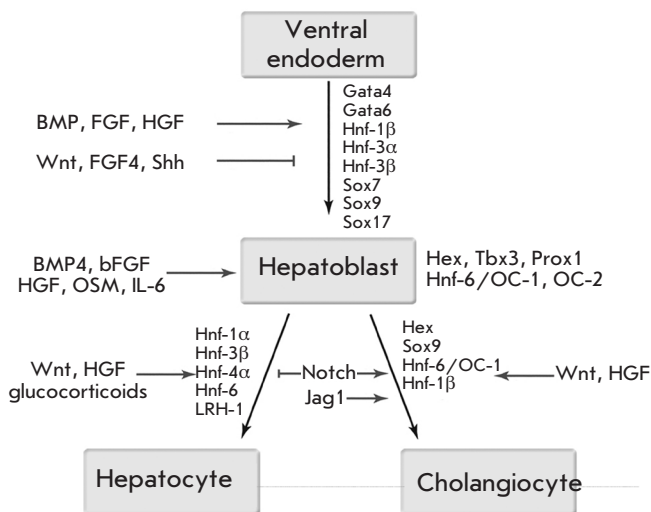 Ventral
endoderm
Gata4
Gata6
BMP, FGF, HGF
Hnf-1β
Hnf-3α
Wnt, FGF4, Shh
Hnf-3β
Sox7
Sox9
Sox17
BMP4, bFGF
HGF, OSM, IL-6
Hepatoblast
Hex, Tbx3, Prox1
Hnf-6/OC-1, OC-2
Wnt, HGF
glucocorticoids
Hnf-1α
Hnf-3β
Hnf-4α
Hnf-6
LRH-1
Notch
Jag1
Hex
Sox9
Hnf-6/OC-1
Hnf-1β
Wnt, HGF
Hepatocyte
Cholangiocyte